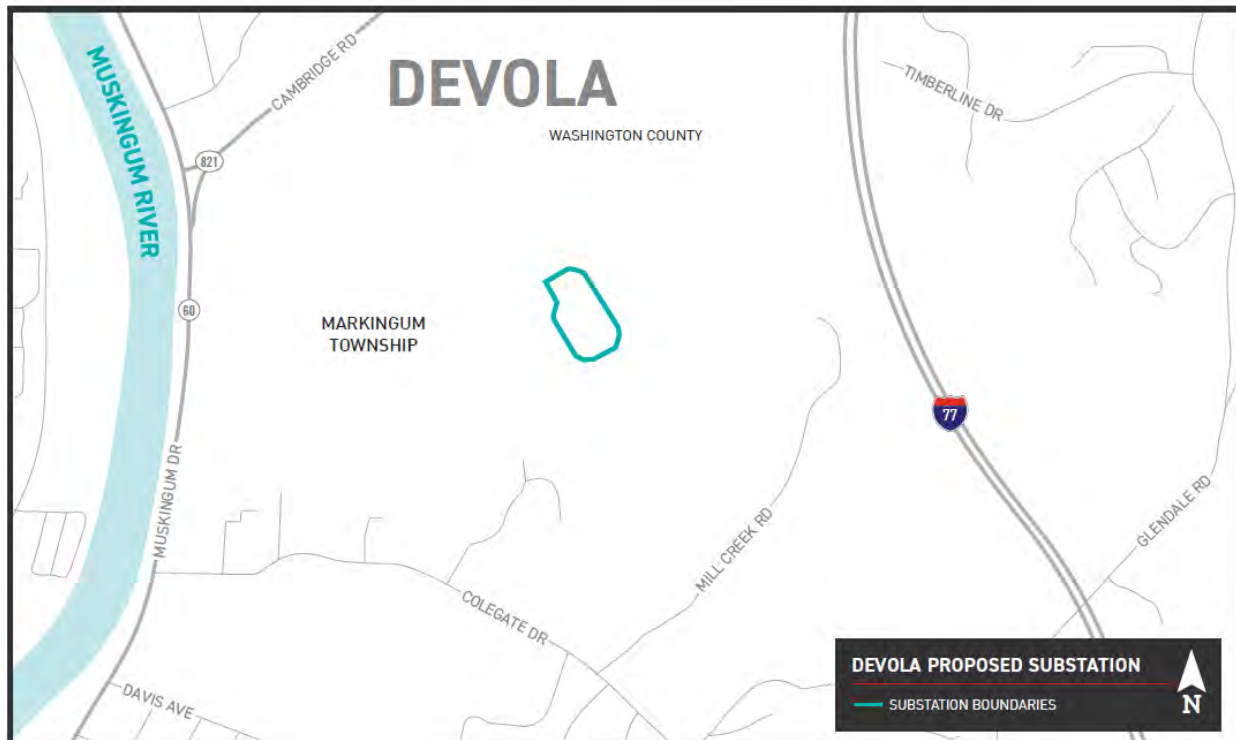 MUSKINGUM RIVER
CAMBRIDGE RD
DEVOLA
WASHINGTON COUNTY
TIMBERLINE DR
821
60
MARKINGUM
TOWNSHIP
77
MUSKINGUM DR
MILL CREEK RD
GLENDALE RD
COLEGATE DR
DAVIS AVE
DEVOLA PROPOSED SUBSTATION
SUBSTATION BOUNDARIES
N